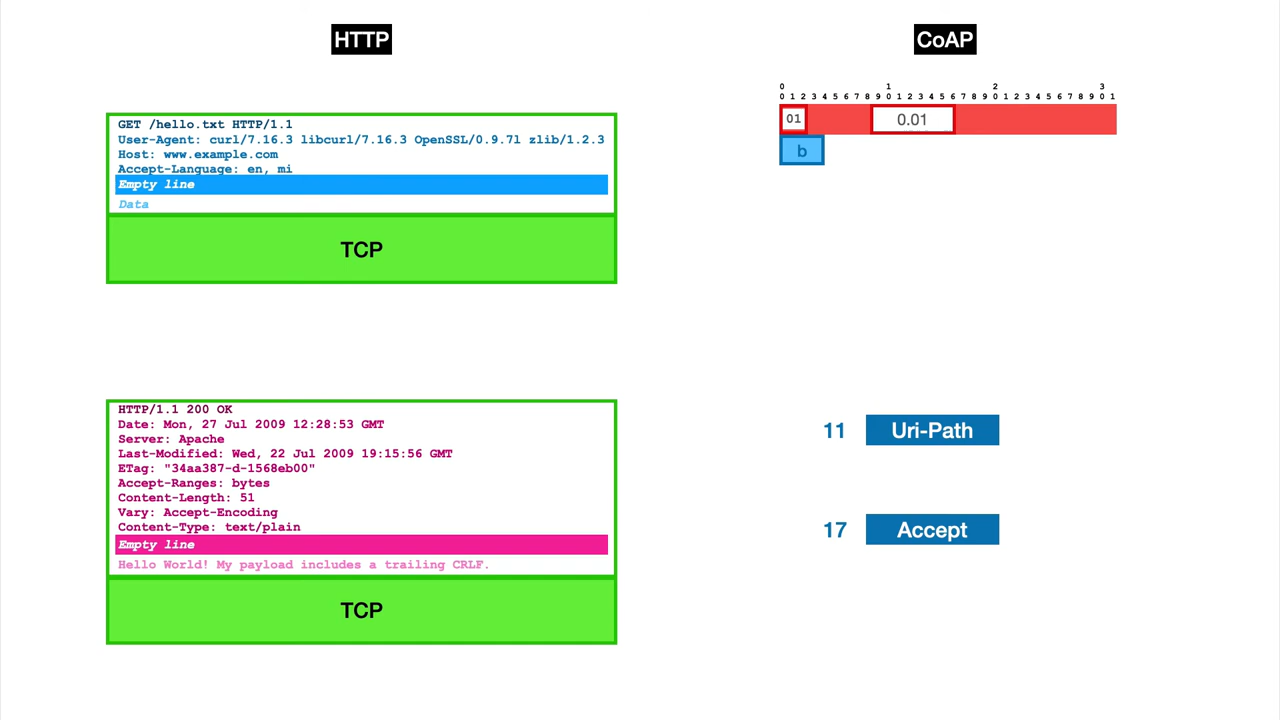 HTTP
GET /hello.txt HTTP/1.1
User-Agent: curl/7.16.3 libcurl/7.16.3 OpenSSL/0.9.7l zlib/1.2.3
Host: www.example.com
Accept-Language: en, mi
Empty line
Data
TCP
HTTP/1.1 200 OK
Date: Mon, 27 Jul 2009 12:28:53 GMT
Server: Apache
Last-Modified: Wed, 22 Jul 2009 19:15:56 GMT
ETag: "34aa387-d-1568eb00"
Accept-Ranges: bytes
Content-Length: 51
Vary: Accept-Encoding
Content-Type: text/plain
Empty line
Hello World! My payload includes a trailing CRLF.
TCP
CoAP
0 1 2 3
0 1 2 3 4 5 6 7 8 9 0 1 2 3 4 5 6 7 8 9 0 1 2 3 4 5 6 7 8 9 0 1
01 0.01
b
11 Uri-Path
17 Accept